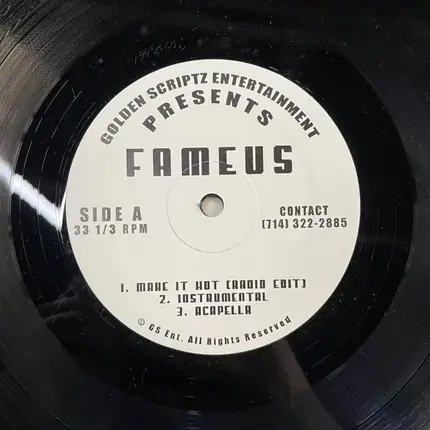 GOLDEN SCRIPTZ ENTERTAINMENT
PRESENTS
FAMEUS
SIDE A
33 1/3 RPM
CONTACT
(714) 322-2885
1. MAKE IT HOT (RADIO EDIT)
2. INSTRUMENTAL
3. ACAPELLA
© GS Ent. All Rights Reserved